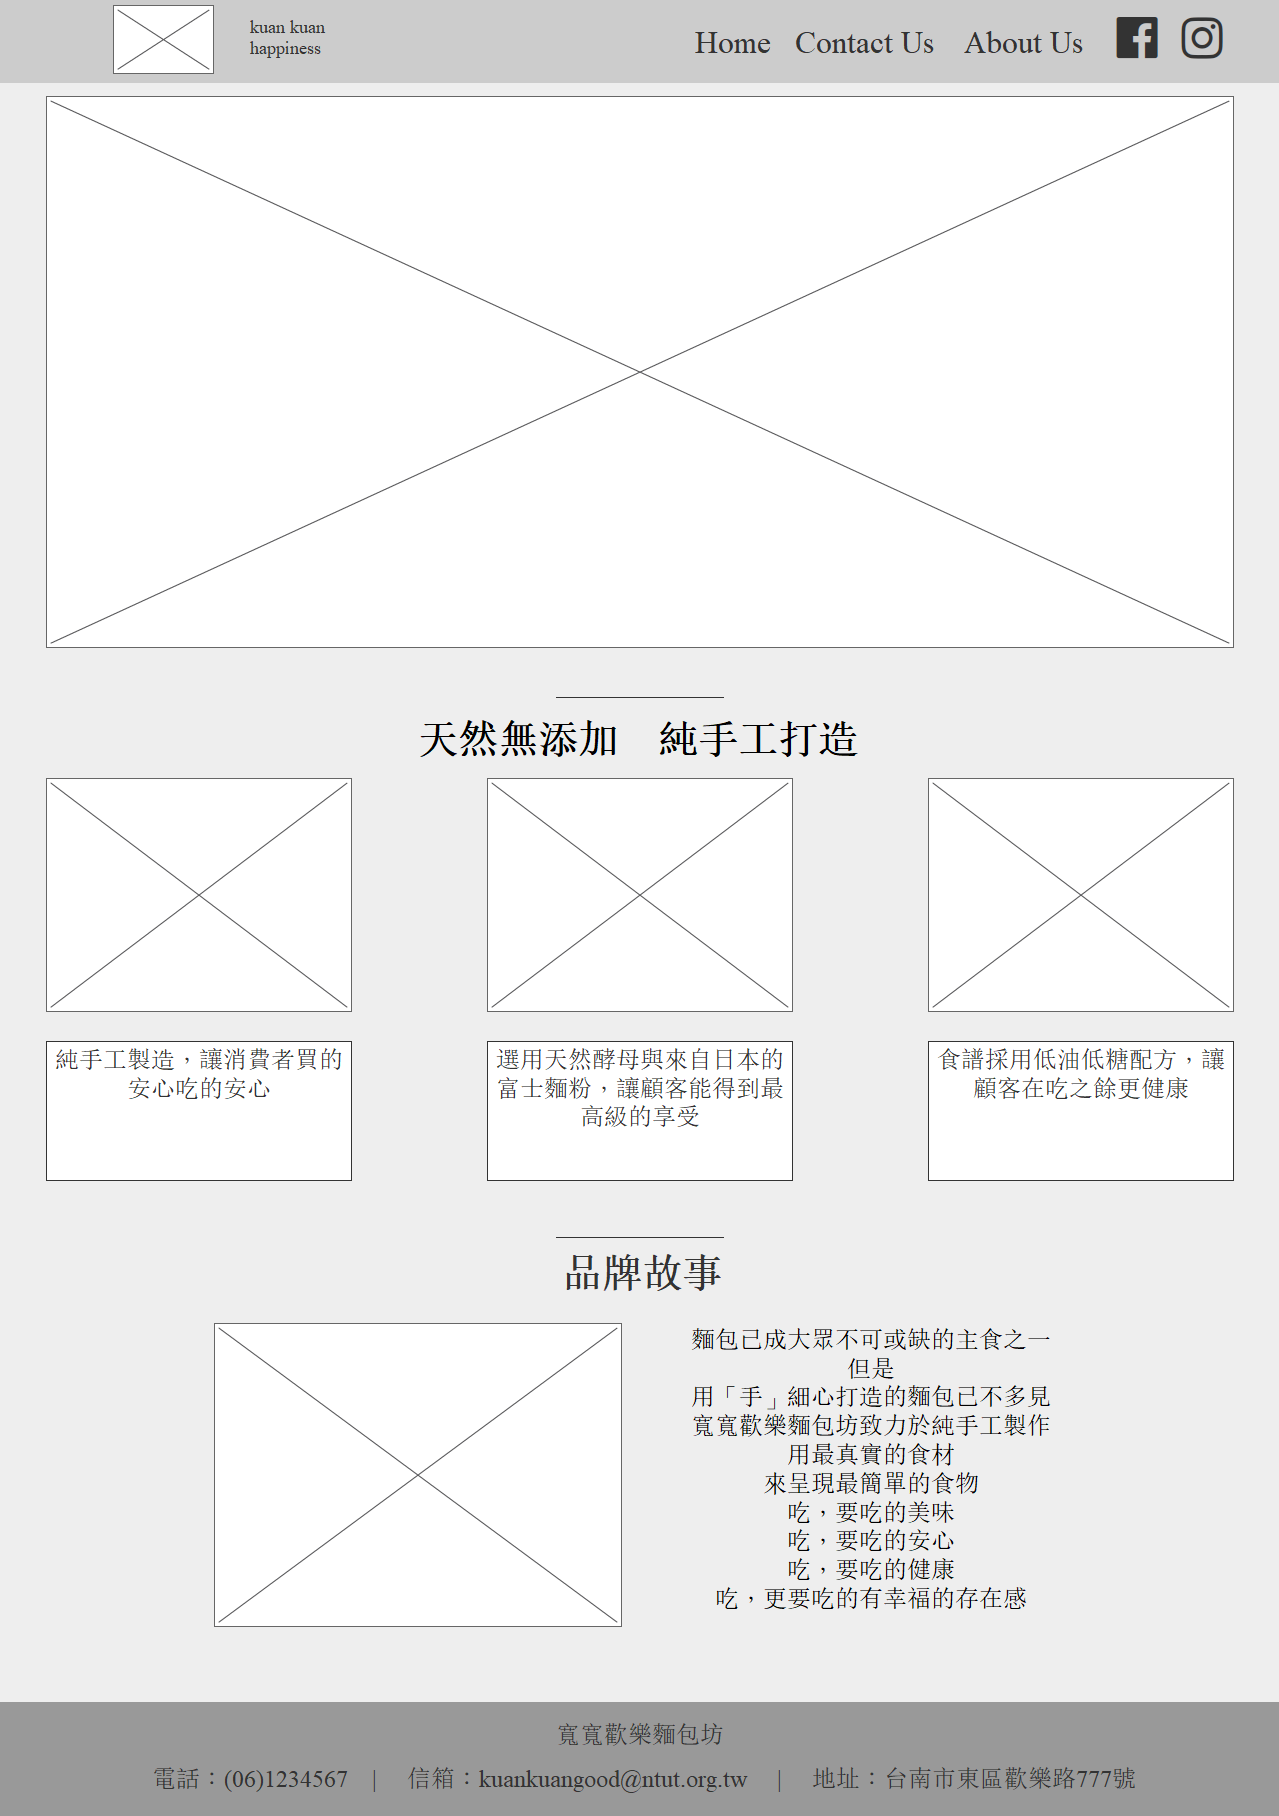 kuan kuan
happiness
Home Contact Us About Us
天然無添加　純手工打造
純手工製造，讓消費者買的
安心吃的安心
選用天然酵母與來自日本的
富士麵粉，讓顧客能得到最
高級的享受
食譜採用低油低糖配方，讓
顧客在吃之餘更健康
品牌故事
麵包已成大眾不可或缺的主食之一
但是
用「手」細心打造的麵包已不多見
寬寬歡樂麵包坊致力於純手工製作
用最真實的食材
來呈現最簡單的食物
吃，要吃的美味
吃，要吃的安心
吃，要吃的健康
吃，更要吃的有幸福的存在感
寬寬歡樂麵包坊
電話：(06)1234567 | 信箱：kuankuangood@ntut.org.tw | 地址：台南市東區歡樂路777號